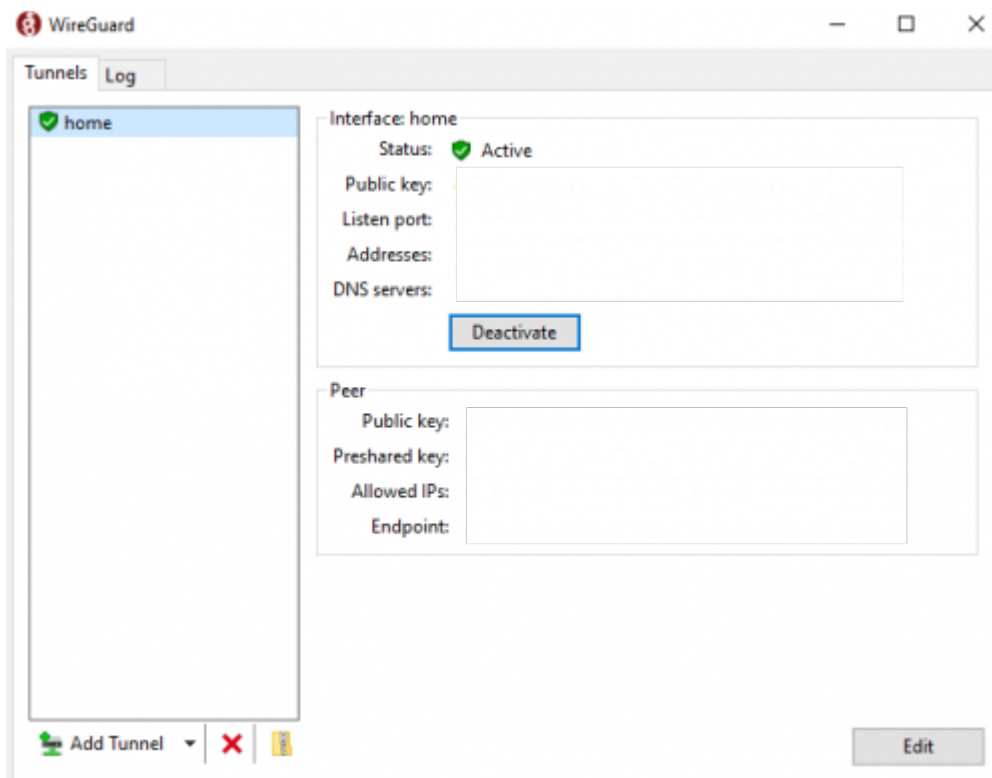 WireGuard
Tunnels
Log
home
Interface: home
Status: Active
Public key:
Listen port:
Addresses:
DNS servers:
Deactivate
Peer
Public key:
Preshared key:
Allowed IPs:
Endpoint:
Add Tunnel
Edit